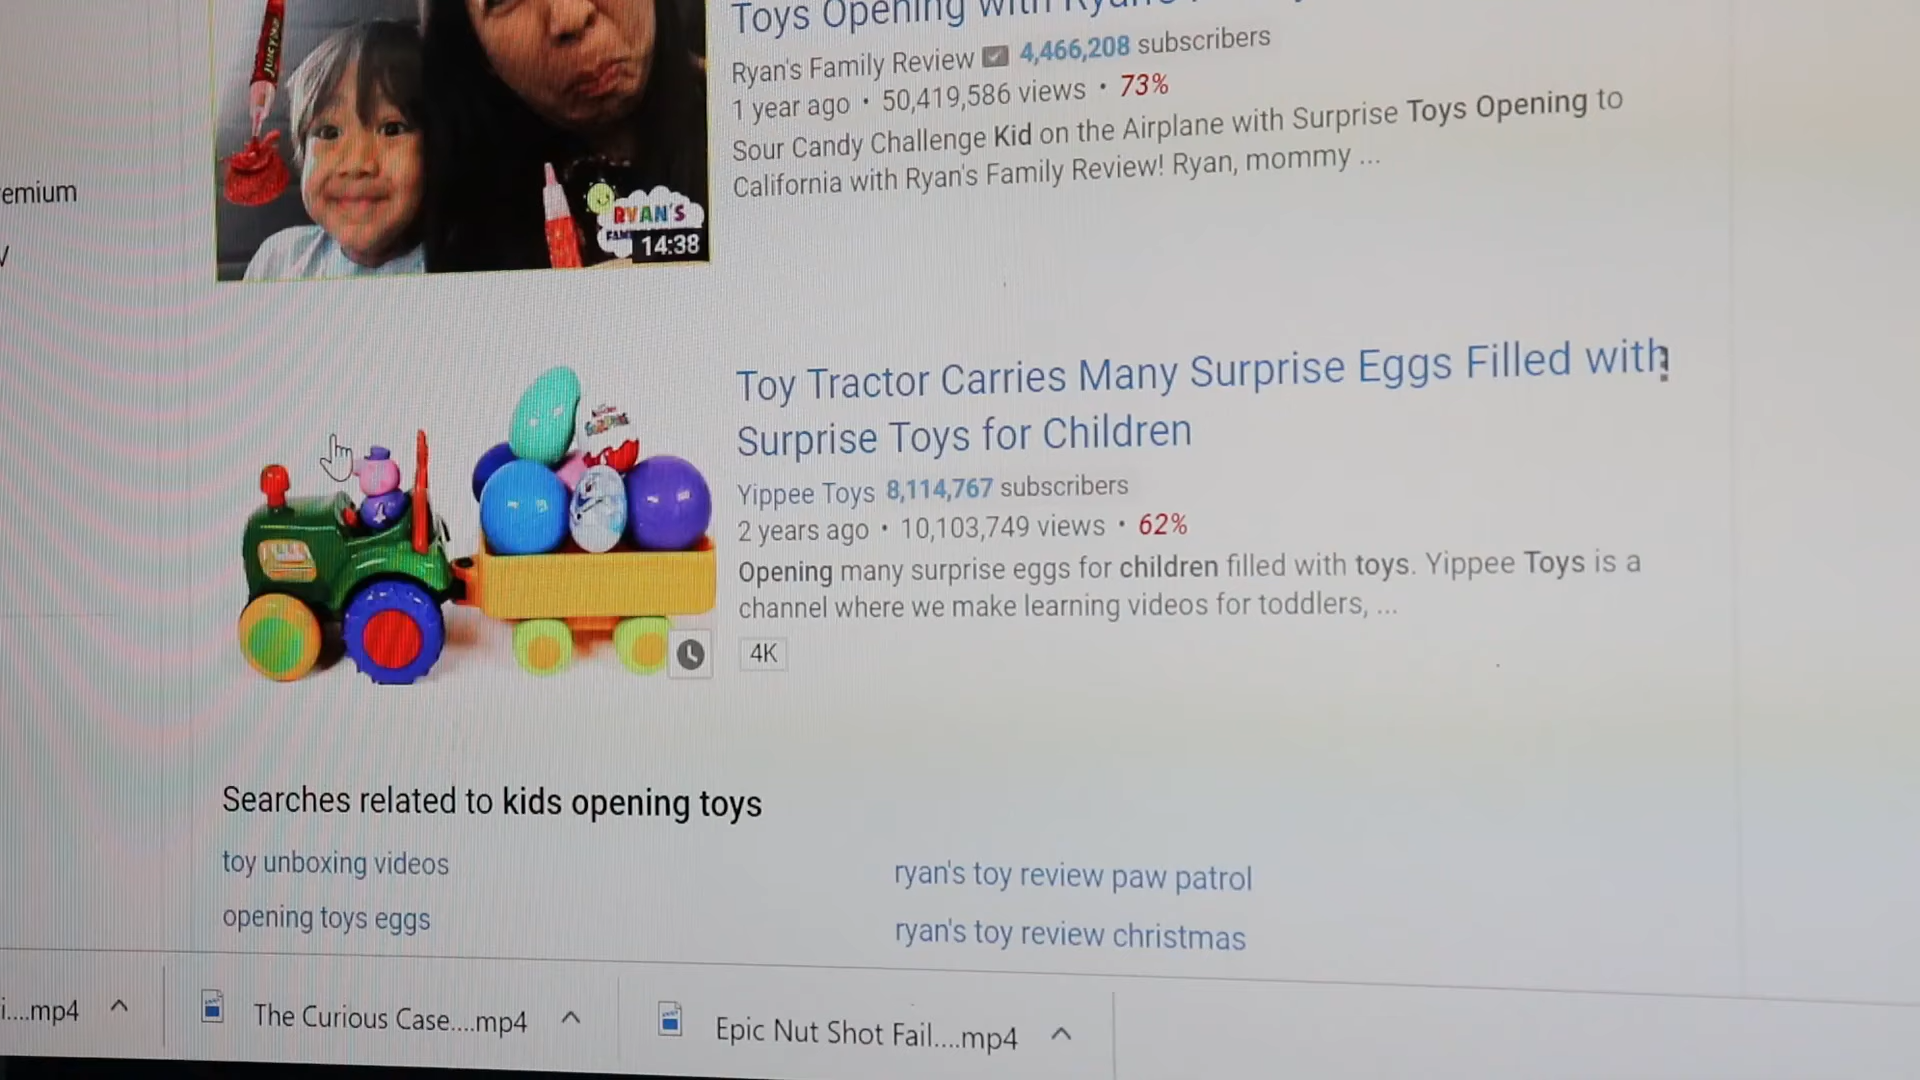 Toys Opening with Ryan's
JUICY
Ryan's Family Review 4,466,208 subscribers
1 year ago • 50,419,586 views • 73%
Sour Candy Challenge Kid on the Airplane with Surprise Toys Opening to
California with Ryan's Family Review! Ryan, mommy ...
emium
RYAN'S
14:38
Toy Tractor Carries Many Surprise Eggs Filled with
Surprise Toys for Children
Yippee Toys 8,114,767 subscribers
2 years ago • 10,103,749 views • 62%
Opening many surprise eggs for children filled with toys. Yippee Toys is a
channel where we make learning videos for toddlers, ...
4K
Searches related to kids opening toys
toy unboxing videos
ryan's toy review paw patrol
opening toys eggs
ryan's toy review christmas
i....mp4
The Curious Case....mp4
Epic Nut Shot Fail....mp4